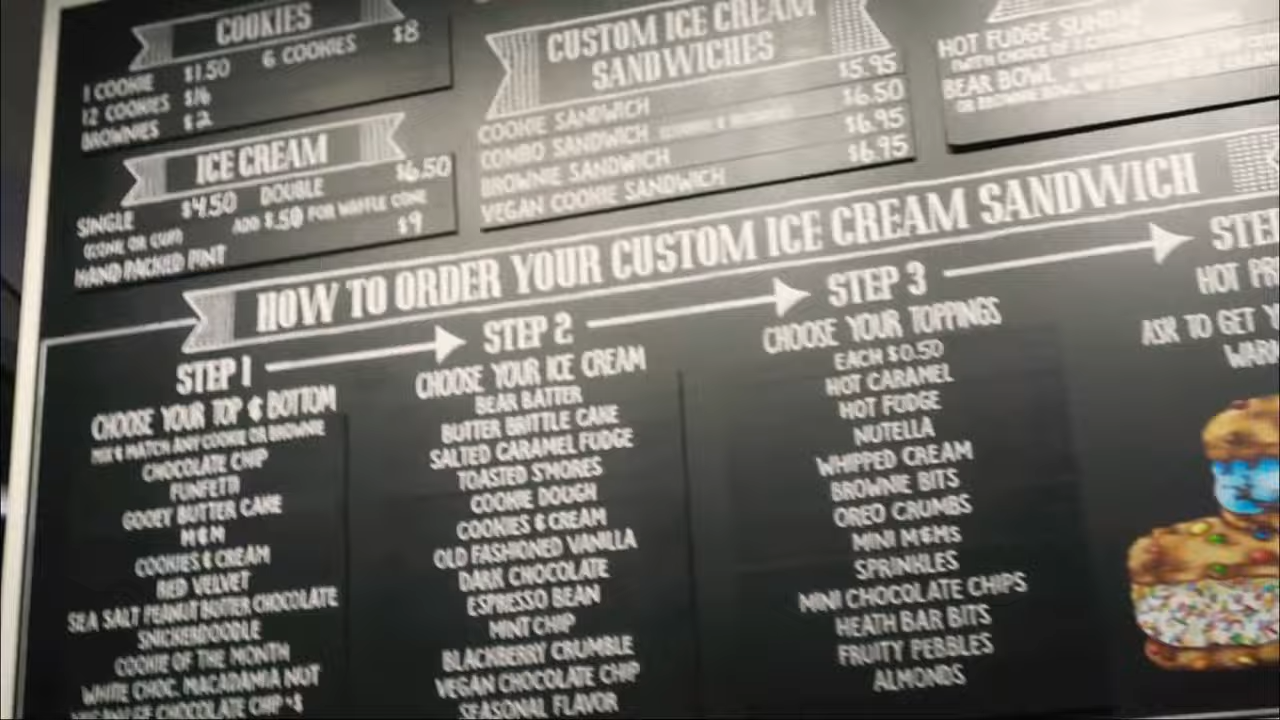 COOKIES
1 COOKIE $1.50 6 COOKIES $8
12 COOKIES $16
BROWNIES $2
ICE CREAM
SINGLE $4.50 DOUBLE $6.50
(CONE OR CUP) ADD $.50 FOR WAFFLE CONE
HAND PACKED PINT $9
CUSTOM ICE CREAM
SANDWICHES
COOKIE SANDWICH $5.95
COMBO SANDWICH $6.50
BROWNIE SANDWICH $6.95
VEGAN COOKIE SANDWICH $6.95
HOT FUDGE SUNDAE
BEAR BOWL
HOW TO ORDER YOUR CUSTOM ICE CREAM SANDWICH
STEP 1
CHOOSE YOUR TOP & BOTTOM
MIX & MATCH ANY COOKIE OR BROWNIE
CHOCOLATE CHIP
FUNFETTI
GOOEY BUTTER CAKE
M&M
COOKIES & CREAM
RED VELVET
SEA SALT PEANUT BUTTER CHOCOLATE
SNICKERDOODLE
COOKIE OF THE MONTH
WHITE CHOC. MACADAMIA NUT
CHOCOLATE CHIP +$
STEP 2
CHOOSE YOUR ICE CREAM
BEAR BATTER
BUTTER BRITTLE CAKE
SALTED CARAMEL FUDGE
TOASTED S'MORES
COOKIE DOUGH
COOKIES & CREAM
OLD FASHIONED VANILLA
DARK CHOCOLATE
ESPRESSO BEAN
MINT CHIP
BLACKBERRY CRUMBLE
VEGAN CHOCOLATE CHIP
SEASONAL FLAVOR
STEP 3
CHOOSE YOUR TOPPINGS
EACH $0.50
HOT CARAMEL
HOT FUDGE
NUTELLA
WHIPPED CREAM
BROWNIE BITS
OREO CRUMBS
MINI M&MS
SPRINKLES
MINI CHOCOLATE CHIPS
HEATH BAR BITS
FRUITY PEBBLES
ALMONDS
STE
HOT PR
ASK TO GET Y
WARM